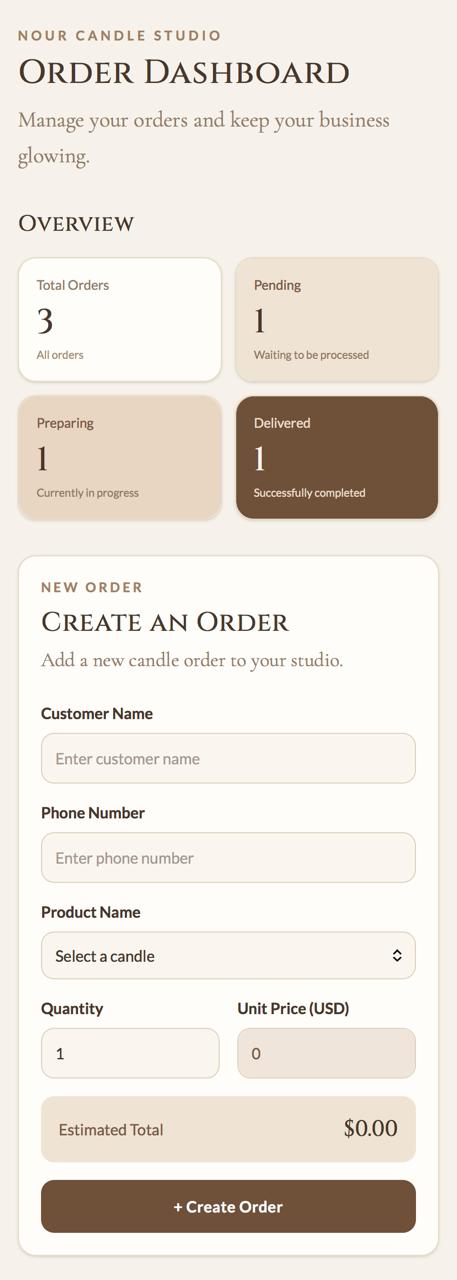 NOUR CANDLE STUDIO
Order Dashboard
Manage your orders and keep your business
glowing.
Overview
Total Orders
3
All orders
Pending
1
Waiting to be processed
Preparing
1
Currently in progress
Delivered
1
Successfully completed
NEW ORDER
Create an Order
Add a new candle order to your studio.
Customer Name
Enter customer name
Phone Number
Enter phone number
Product Name
Select a candle
Quantity
1
Unit Price (USD)
0
Estimated Total
$0.00
+ Create Order